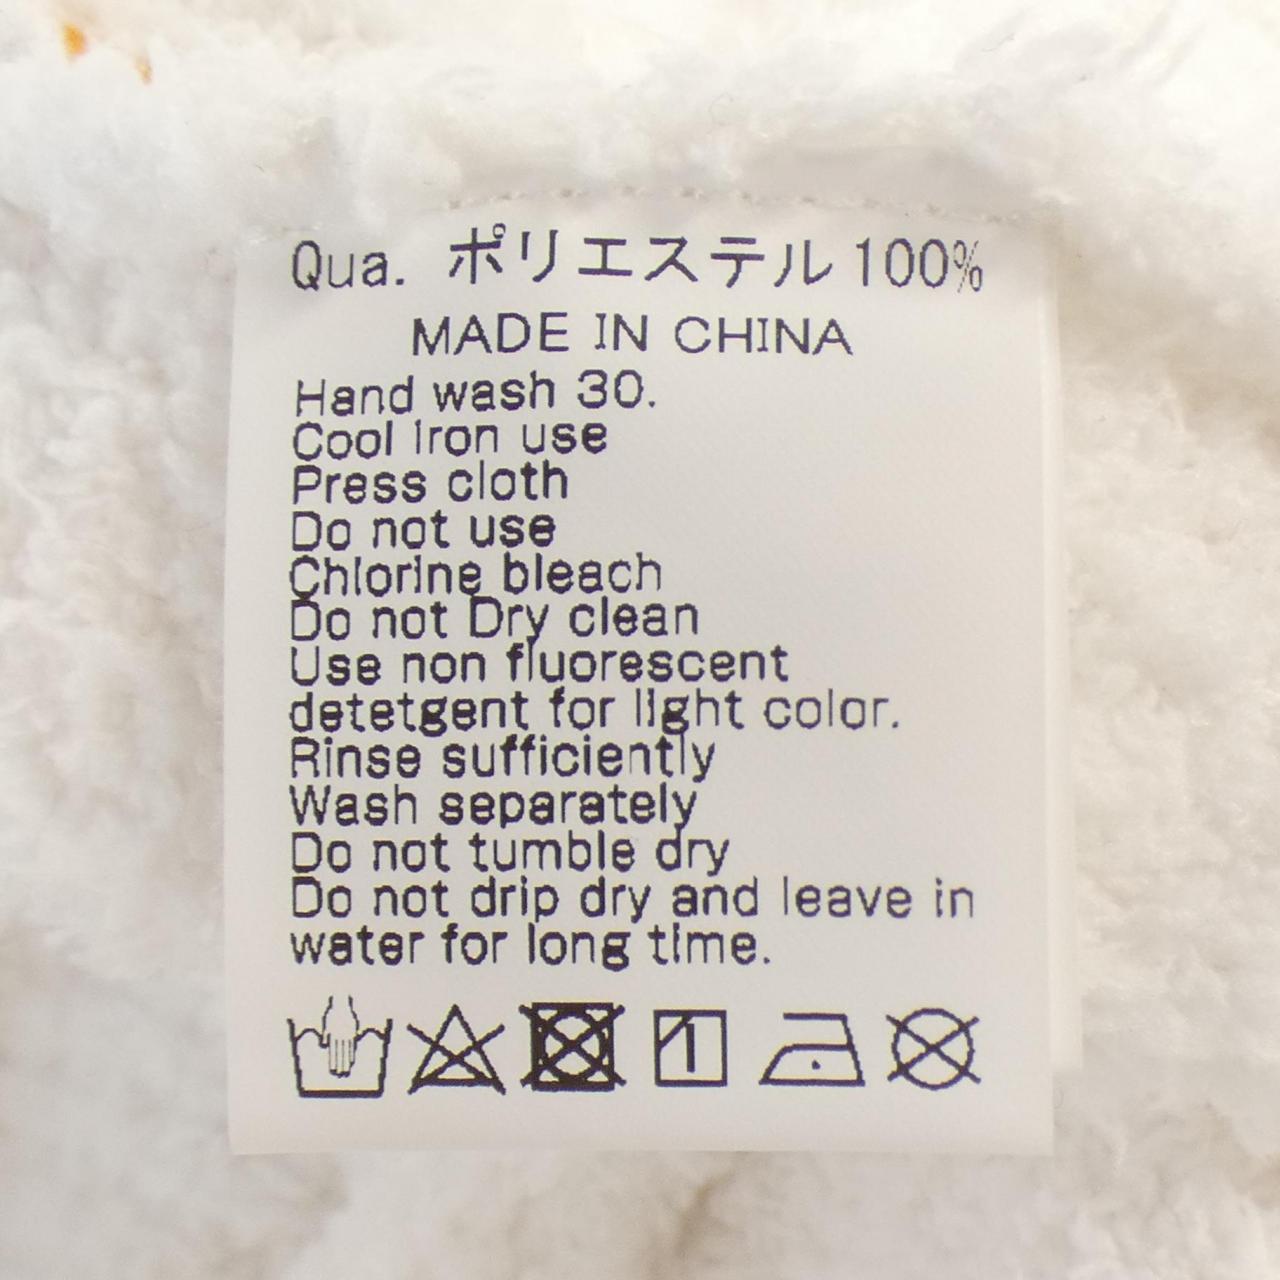 Qua. ポリエステル 100%
MADE IN CHINA
Hand wash 30.
Cool iron use
Press cloth
Do not use
Chlorine bleach
Do not Dry clean
Use non fluorescent
detetgent for light color.
Rinse sufficiently
Wash separately
Do not tumble dry
Do not drip dry and leave in
water for long time.